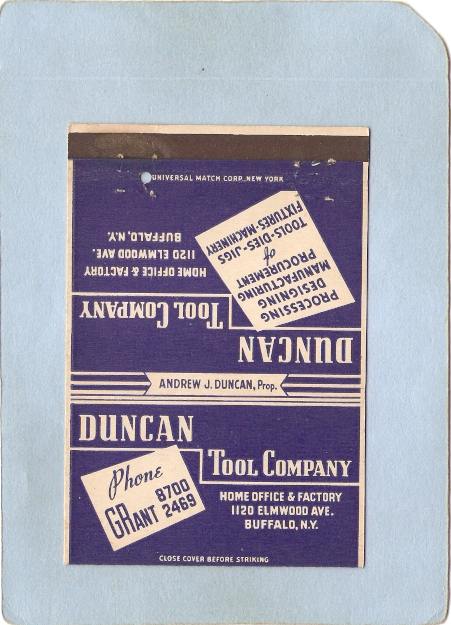 UNIVERSAL MATCH CORP., NEW YORK
DUNCAN
TOOL COMPANY
HOME OFFICE & FACTORY
1120 ELMWOOD AVE.
BUFFALO, N.Y.
PROCESSING
DESIGNING
MANUFACTURING
PROCUREMENT
of
TOOLS-DIES-JIGS
FIXTURES-MACHINERY
ANDREW J. DUNCAN, Prop.
DUNCAN
TOOL COMPANY
Phone
GRANT 8700
2469
HOME OFFICE & FACTORY
1120 ELMWOOD AVE.
BUFFALO, N.Y.
CLOSE COVER BEFORE STRIKING